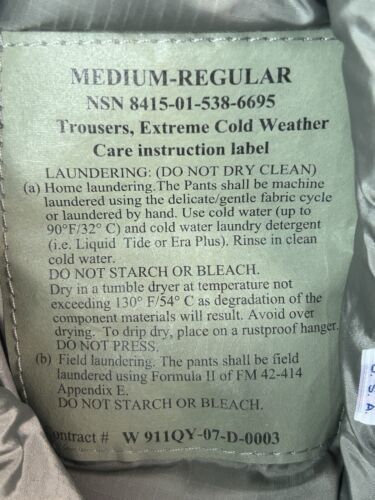 MEDIUM-REGULAR
NSN 8415-01-538-6695
Trousers, Extreme Cold Weather
Care instruction label
LAUNDERING: (DO NOT DRY CLEAN)
(a) Home laundering.The Pants shall be machine
laundered using the delicate/gentle fabric cycle
or laundered by hand. Use cold water (up to
90°F/32° C) and cold water laundry detergent
(i.e. Liquid Tide or Era Plus). Rinse in clean
cold water.
DO NOT STARCH OR BLEACH.
Dry in a tumble dryer at temperature not
exceeding 130° F/54° C as degradation of the
component materials will result. Avoid over
drying. To drip dry, place on a rustproof hanger.
DO NOT PRESS.
(b) Field laundering. The pants shall be field
laundered using Formula II of FM 42-414
Appendix E.
DO NOT STARCH OR BLEACH.
ontract # W 911QY-07-D-0003
U.S.A.